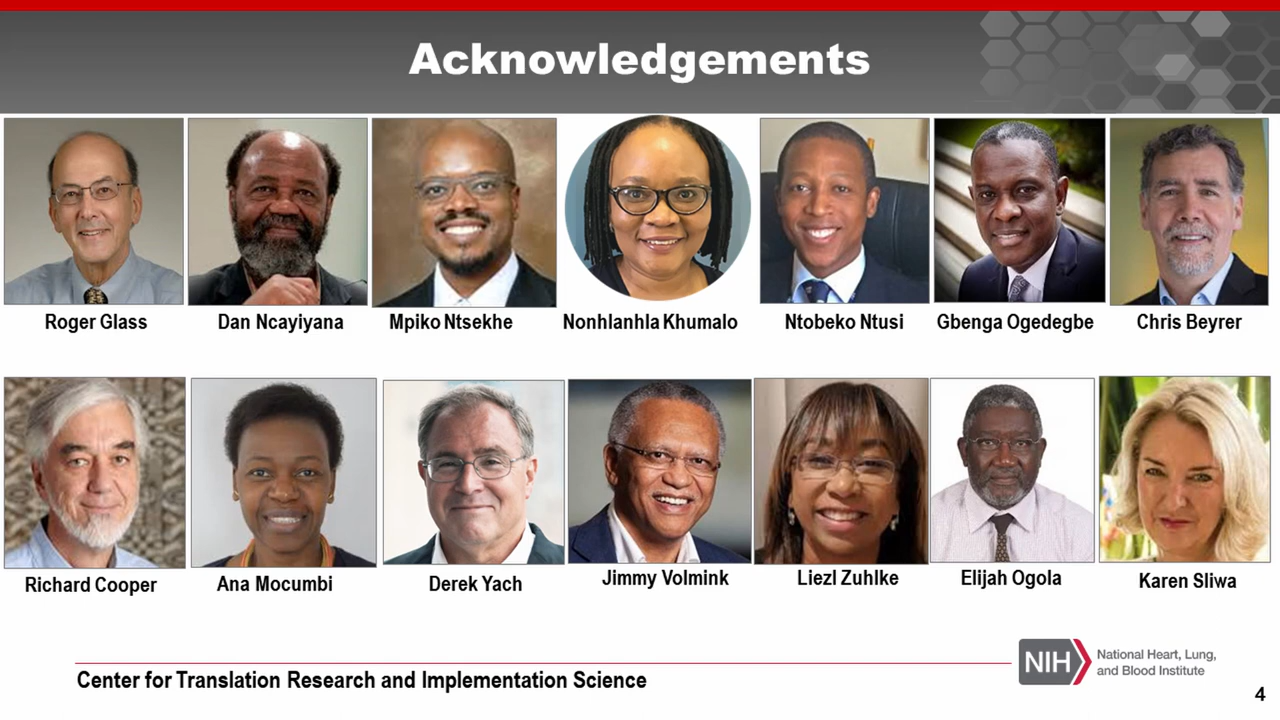 Acknowledgements
Roger Glass
Dan Ncayiyana
Mpiko Ntsekhe
Nonhlanhla Khumalo
Ntobeko Ntusi
Gbenga Ogedegbe
Chris Beyrer
Richard Cooper
Ana Mocumbi
Derek Yach
Jimmy Volmink
Liezl Zuhlke
Elijah Ogola
Karen Sliwa
Center for Translation Research and Implementation Science
NIH
National Heart, Lung,
and Blood Institute
4